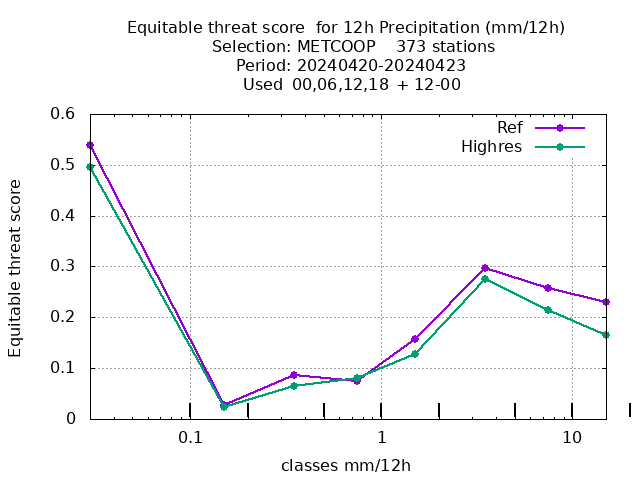 Equitable threat score  for 12h Precipitation (mm/12h)
Selection: METCOOP    373 stations
Period: 20240420-20240423
Used  00,06,12,18 + 12-00
Ref
Highres
0.6
0.5
0.4
0.3
0.2
0.1
0
Equitable threat score
0.1
1
10
classes mm/12h